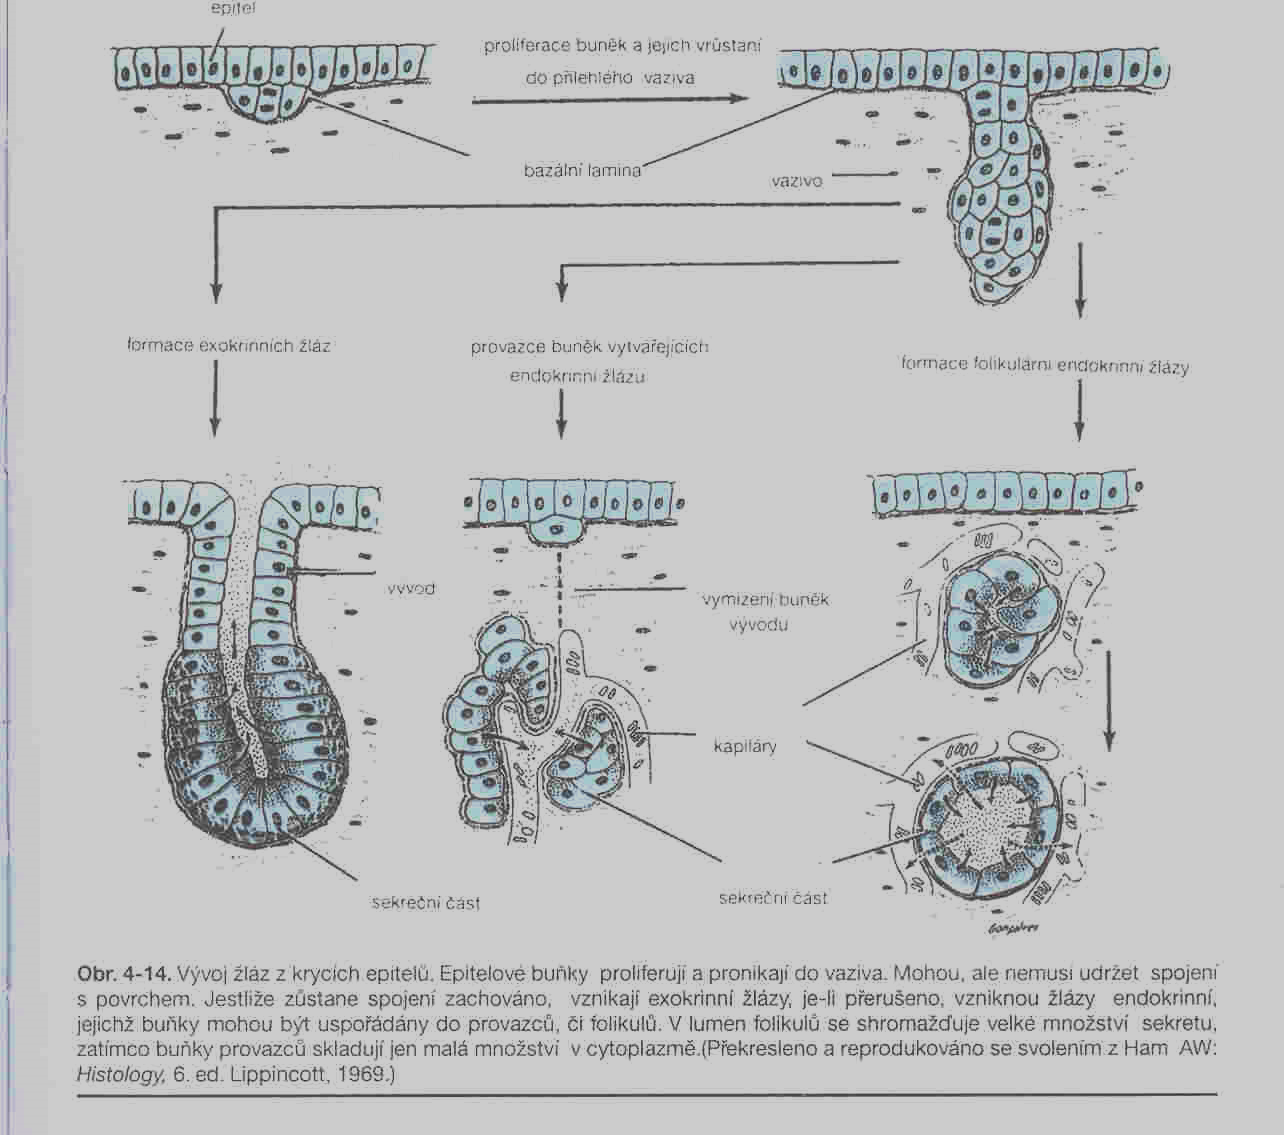 epitel
proliferace buněk a jejich vrůstání
do přilehlého vaziva
bazální lamina
vazivo
formace exokrinních žláz
provazce buněk vytvářejících
endokrinní žlázu
formace folikulární endokrinní žlázy
vývod
vymizení buněk
vývodu
kapiláry
sekreční část
sekreční část
Obr. 4-14. Vývoj žláz z krycích epitelů. Epitelové buňky proliferují a pronikají do vaziva. Mohou, ale nemusí udržet spojení
s povrchem. Jestliže zůstane spojení zachováno, vznikají exokrinní žlázy, je-li přerušeno, vzniknou žlázy endokrinní,
jejichž buňky mohou být uspořádány do provazců, či folikulů. V lumen folikulů se shromažďuje velké množství sekretu,
zatímco buňky provazců skladují jen malá množství v cytoplazmě.(Překresleno a reprodukováno se svolením z Ham AW:
Histology, 6. ed. Lippincott, 1969.)